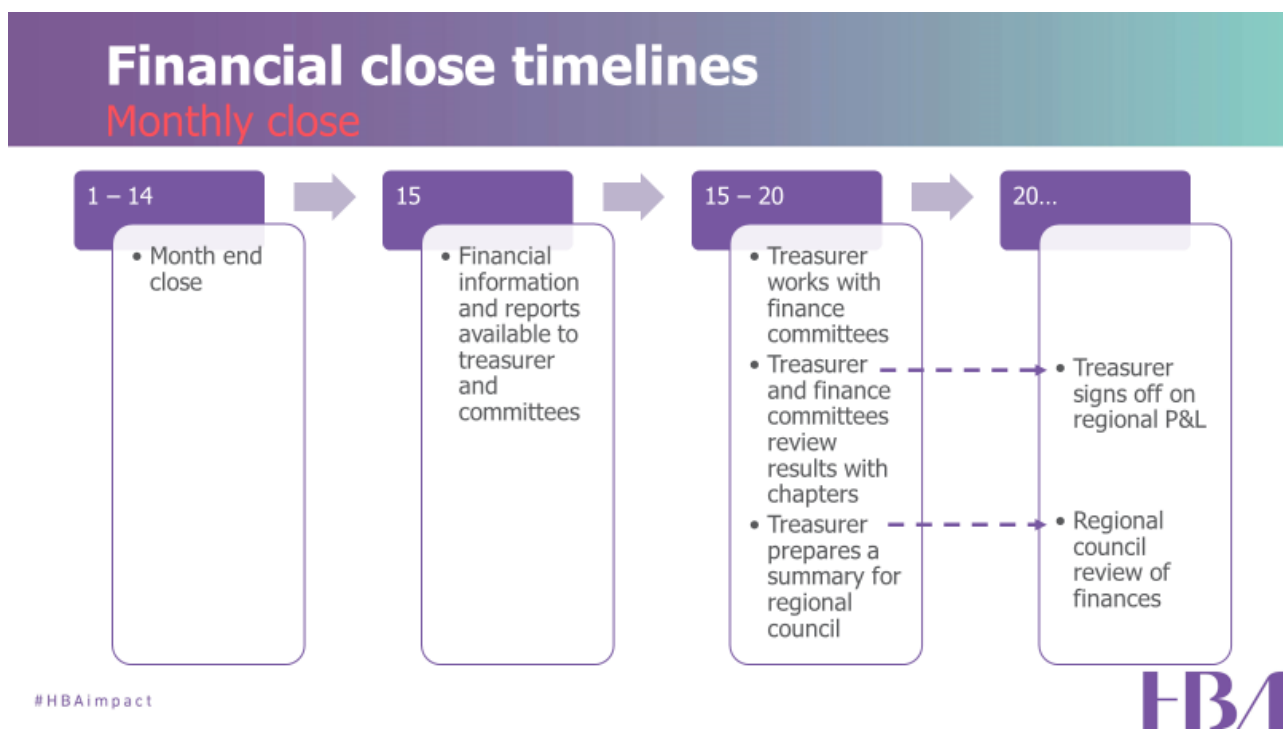 Financial close timelines
Monthly close
1 – 14
• Month end
close
15
• Financial
information
and reports
available to
treasurer
and
committees
15 – 20
• Treasurer
works with
finance
committees
• Treasurer
and finance
committees
review
results with
chapters
• Treasurer
prepares a
summary for
regional
council
20...
• Treasurer
signs off on
regional P&L
• Regional
council
review of
finances
#HBAimpact
HBA